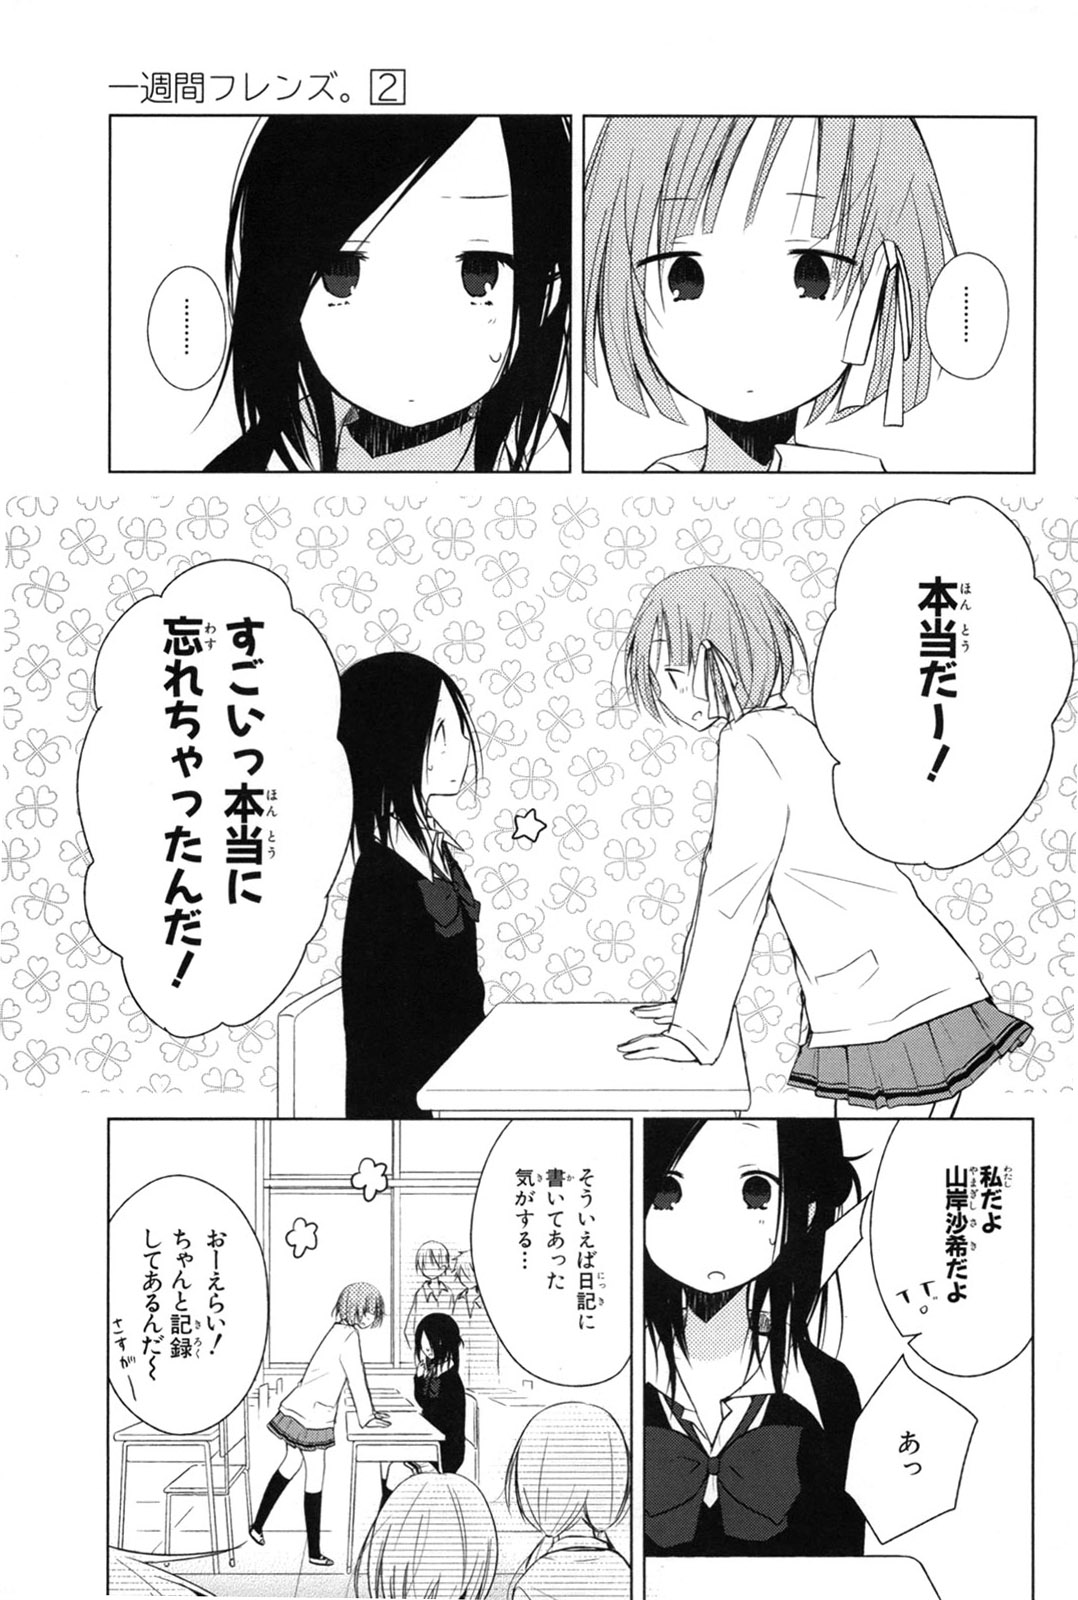 一週間フレンズ。2
………
………
本当だー！
すごいっ本当に
忘れちゃったんだ！
私だよ
山岸沙希だよ
あっ
そういえば日記に
書いてあった
気がする…
おーえらい！
ちゃんと記録
してあるんだ〜
さすがー